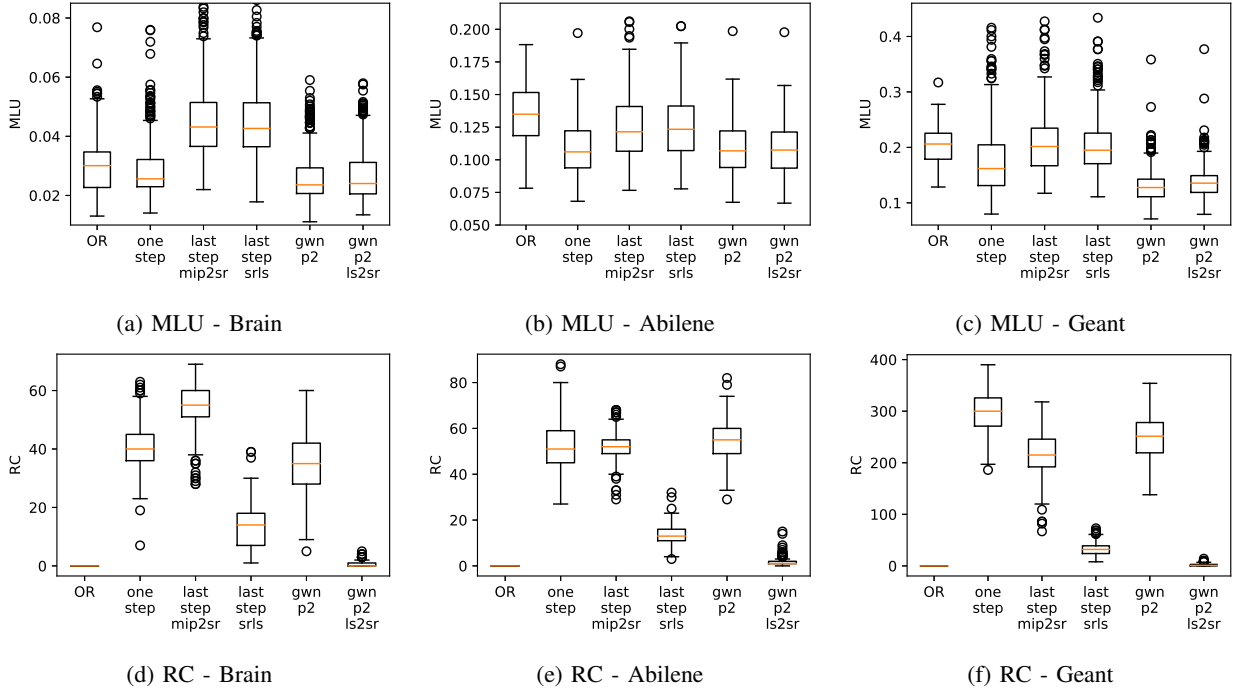 MLU
0.08
0.06
0.04
0.02
OR
one
step
last
step
mip2sr
last
step
srls
gwn
p2
gwn
p2
ls2sr
(a) MLU - Brain
MLU
0.200
0.175
0.150
0.125
0.100
0.075
0.050
OR
one
step
last
step
mip2sr
last
step
srls
gwn
p2
gwn
p2
ls2sr
(b) MLU - Abilene
MLU
0.4
0.3
0.2
0.1
OR
one
step
last
step
mip2sr
last
step
srls
gwn
p2
gwn
p2
ls2sr
(c) MLU - Geant
RC
60
40
20
0
OR
one
step
last
step
mip2sr
last
step
srls
gwn
p2
gwn
p2
ls2sr
(d) RC - Brain
RC
80
60
40
20
0
OR
one
step
last
step
mip2sr
last
step
srls
gwn
p2
gwn
p2
ls2sr
(e) RC - Abilene
RC
400
300
200
100
0
OR
one
step
last
step
mip2sr
last
step
srls
gwn
p2
gwn
p2
ls2sr
(f) RC - Geant